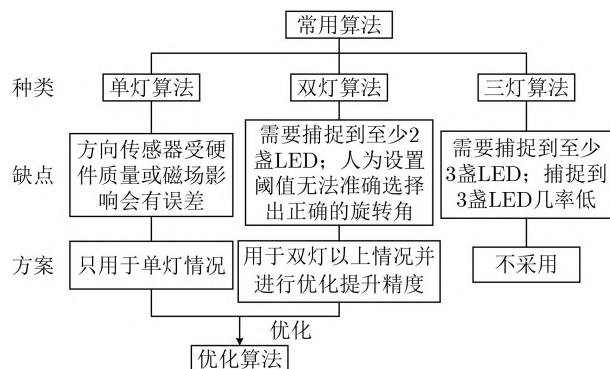 常用算法
种类
单灯算法
双灯算法
三灯算法
缺点
方向传感器受硬
件质量或磁场影
响会有误差
需要捕捉到至少2
盏LED；人为设置
阈值无法准确选择
出正确的旋转角
需要捕捉到至少
3盏LED；捕捉到
3盏LED几率低
方案
只用于单灯情况
用于双灯以上情况并
进行优化提升精度
不采用
优化
优化算法